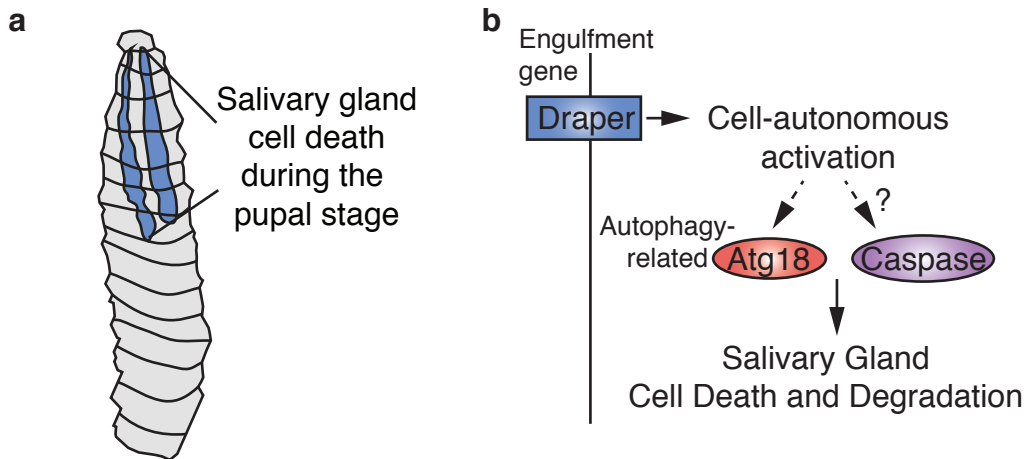 a
Salivary gland
cell death
during the
pupal stage
b
Engulfment
gene
Draper
Cell-autonomous
activation
?
Autophagy-
related
Atg18
Caspase
Salivary Gland
Cell Death and Degradation